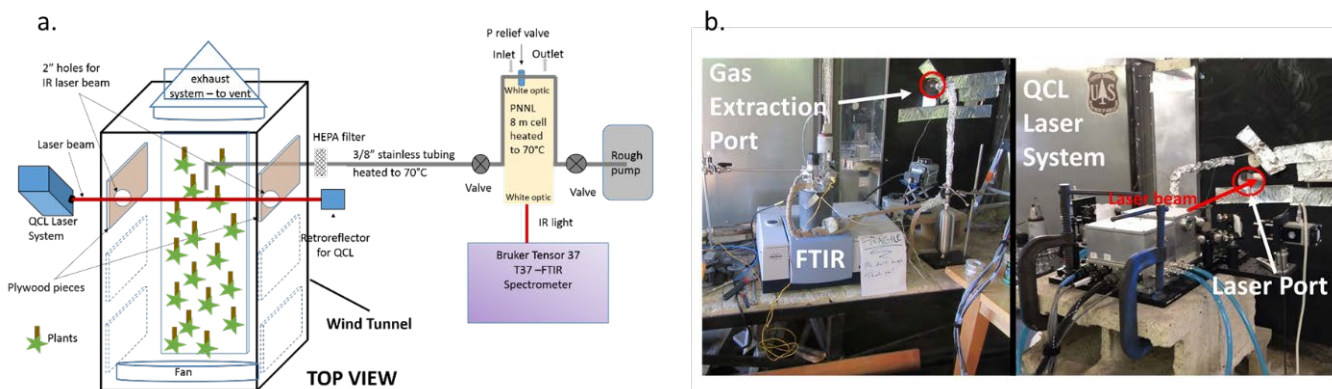 a.
P relief valve
Inlet
Outlet
2" holes for
IR laser beam
exhaust
system – to vent
White optic
PNNL
8 m cell
heated
to 70°C
HEPA filter
Laser beam
3/8" stainless tubing
heated to 70°C
Rough
pump
Valve
Valve
QCL Laser
System
White optic
IR light
Retroreflector
for QCL
Bruker Tensor 37
T37 –FTIR
Spectrometer
Plywood pieces
Wind Tunnel
Plants
Fan
TOP VIEW
b.
Gas
Extraction
Port
FTIR
FRAGILE
QCL
Laser
System
U S
Laser beam
Laser Port